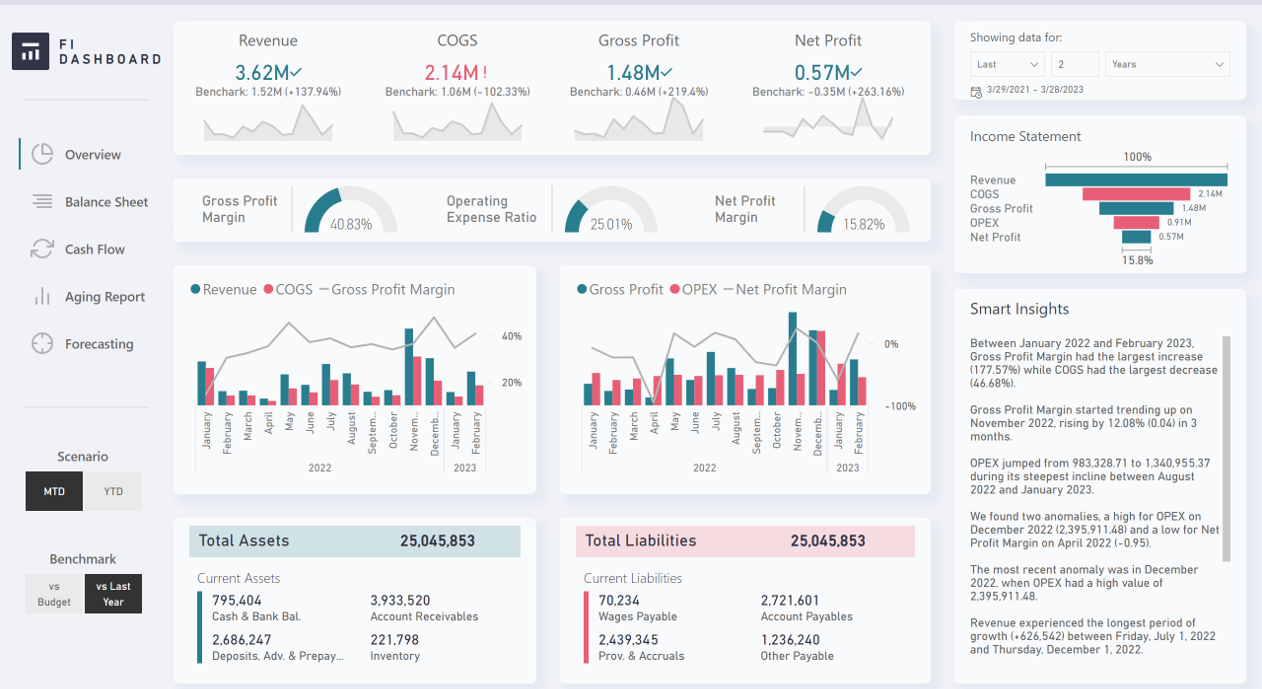 FI
DASHBOARD
Overview
Balance Sheet
Cash Flow
Aging Report
Forecasting
Scenario
MTD
YTD
Benchmark
vs
Budget
vs Last
Year
Revenue
3.62M!
Benchark: 1.52M (+137.94%)
COGS
2.14M!
Benchark: 1.06M (-102.33%)
Gross Profit
1.48M
Benchark: 0.46M (+219.4%)
Net Profit
0.57M
Benchark: -0.35M (+263.16%)
Gross Profit
Margin
40.83%
Operating
Expense Ratio
25.01%
Net Profit
Margin
15.82%
Revenue COGS Gross Profit Margin
40%
20%
January
February
March
April
May
June
July
August
Septem...
October
Novem...
Decemb...
January
February
2022
2023
Gross Profit OPEX Net Profit Margin
0%
-100%
January
February
March
April
May
June
July
August
Septem...
October
Novem...
Decemb...
January
February
2022
2023
Total Assets 25,045,853
Current Assets
795,404
Cash & Bank Bal.
3,933,520
Account Receivables
2,686,247
Deposits, Adv. & Prepay...
221,798
Inventory
Total Liabilities 25,045,853
Current Liabilities
70,234
Wages Payable
2,721,601
Account Payables
2,439,345
Prov. & Accruals
1,236,240
Other Payable
Showing data for:
Last
2
Years
3/29/2021 - 3/28/2023
Income Statement
100%
Revenue
COGS 2.14M
Gross Profit 1.48M
OPEX 0.91M
Net Profit 0.57M
15.8%
Smart Insights
Between January 2022 and February 2023,
Gross Profit Margin had the largest increase
(177.57%) while COGS had the largest decrease
(46.68%).
Gross Profit Margin started trending up on
November 2022, rising by 12.08% (0.04) in 3
months.
OPEX jumped from 983,328.71 to 1,340,955.37
during its steepest incline between August
2022 and January 2023.
We found two anomalies, a high for OPEX on
December 2022 (2,395,911.48) and a low for Net
Profit Margin on April 2022 (-0.95).
The most recent anomaly was in December
2022, when OPEX had a high value of
2,395,911.48.
Revenue experienced the longest period of
growth (+626,542) between Friday, July 1, 2022
and Thursday, December 1, 2022.